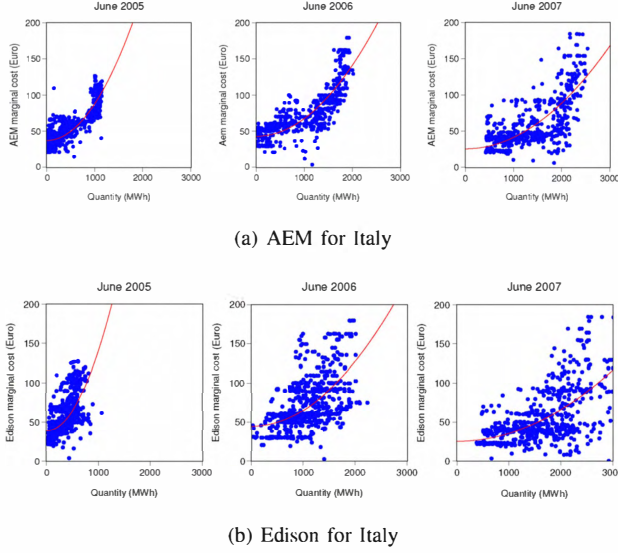 June 2005
June 2006
June 2007
200
150
100
50
0
AEM marginal cost (Euro)
0 1000 2000 3000
Quantity (MWh)
200
150
100
50
0
Aem marginal cost (Euro)
0 1000 2000 3000
Quantity (MWh)
200
150
100
50
0
AEM marginal cost (Euro)
0 1000 2000 3000
Quantity (MWh)
(a) AEM for Italy
June 2005
June 2006
June 2007
200
150
100
50
0
Edison marginal cost (Euro)
0 1000 2000 3000
Quantity (MWh)
200
150
100
50
0
Edison marginal cost (Euro)
0 1000 2000 3000
Quantity (MWh)
200
150
100
50
0
Edison marginal cost (Euro)
0 1000 2000 3000
Quantity (MWh)
(b) Edison for Italy